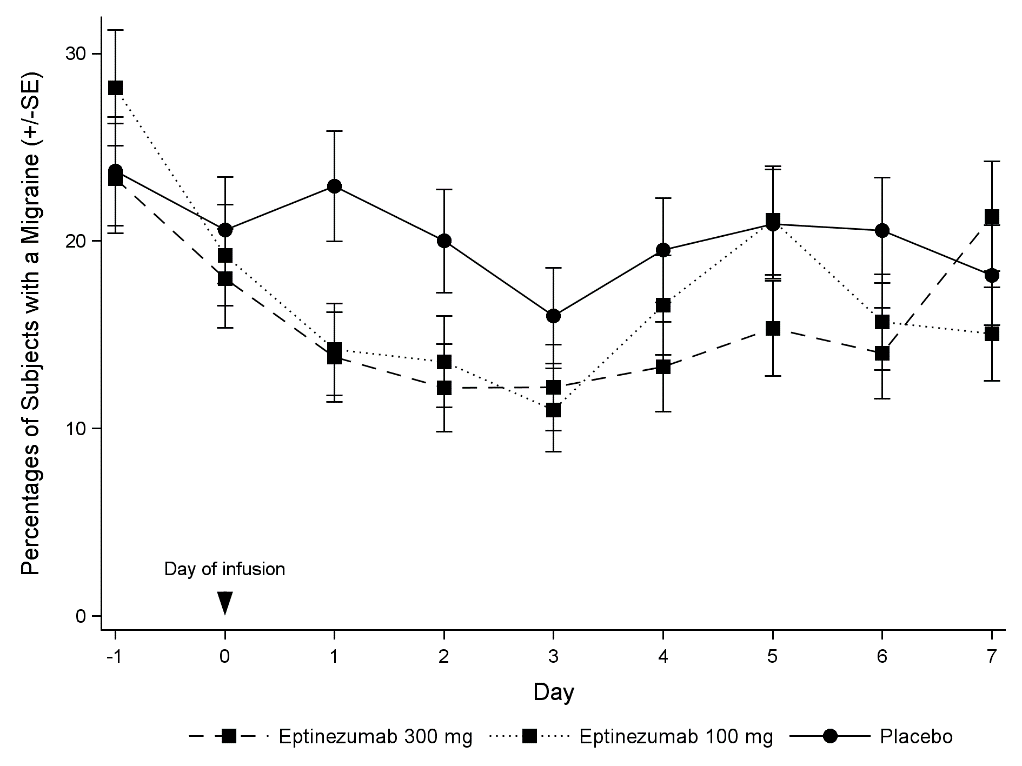 Percentages of Subjects with a Migraine (+/-SE)
30
20
10
0
Day of infusion
-1 0 1 2 3 4 5 6 7
Day
Eptinezumab 300 mg Eptinezumab 100 mg Placebo